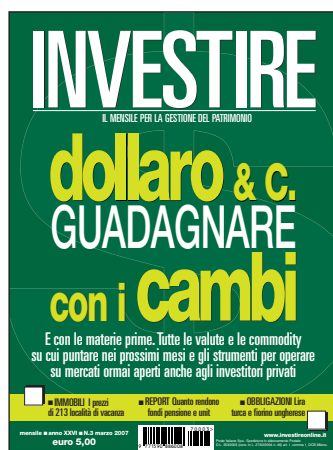 INVESTIRE
IL MENSILE PER LA GESTIONE DEL PATRIMONIO
dollaro & C.
GUADAGNARE
con i cambi
E con le materie prime. Tutte le valute e le commodity
su cui puntare nei prossimi mesi e gli strumenti per operare
su mercati ormai aperti anche agli investitori privati
■ IMMOBILI I prezzi
di 213 località di vacanza
■ REPORT Quanto rendono
fondi pensione e unit
■ OBBLIGAZIONI Lira
turca e fiorino ungherese
mensile ■ anno XXVI ■ N.3 marzo 2007
euro 5,00
www.investireonline.it